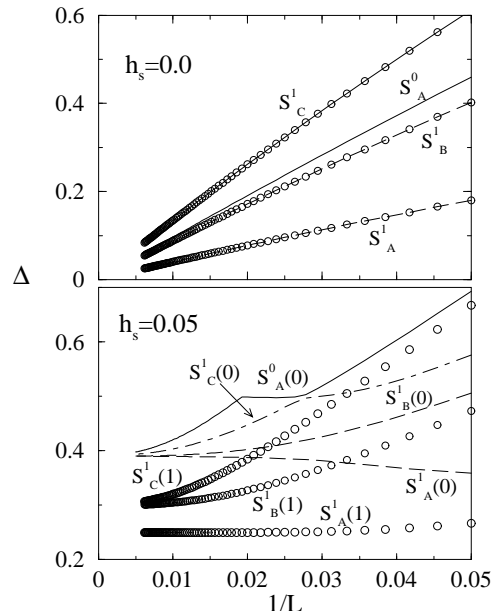 0.6
h_s=0.0
S^1_C
S^0_A
0.4
S^1_B
0.2
S^1_A
0
Δ
h_s=0.05
0.6
S^1_C(0)
S^0_A(0)
S^1_B(0)
0.4
S^1_C(1)
S^1_B(1)
S^1_A(1)
S^1_A(0)
0.2
0 0.01 0.02 0.03 0.04 0.05
1/L